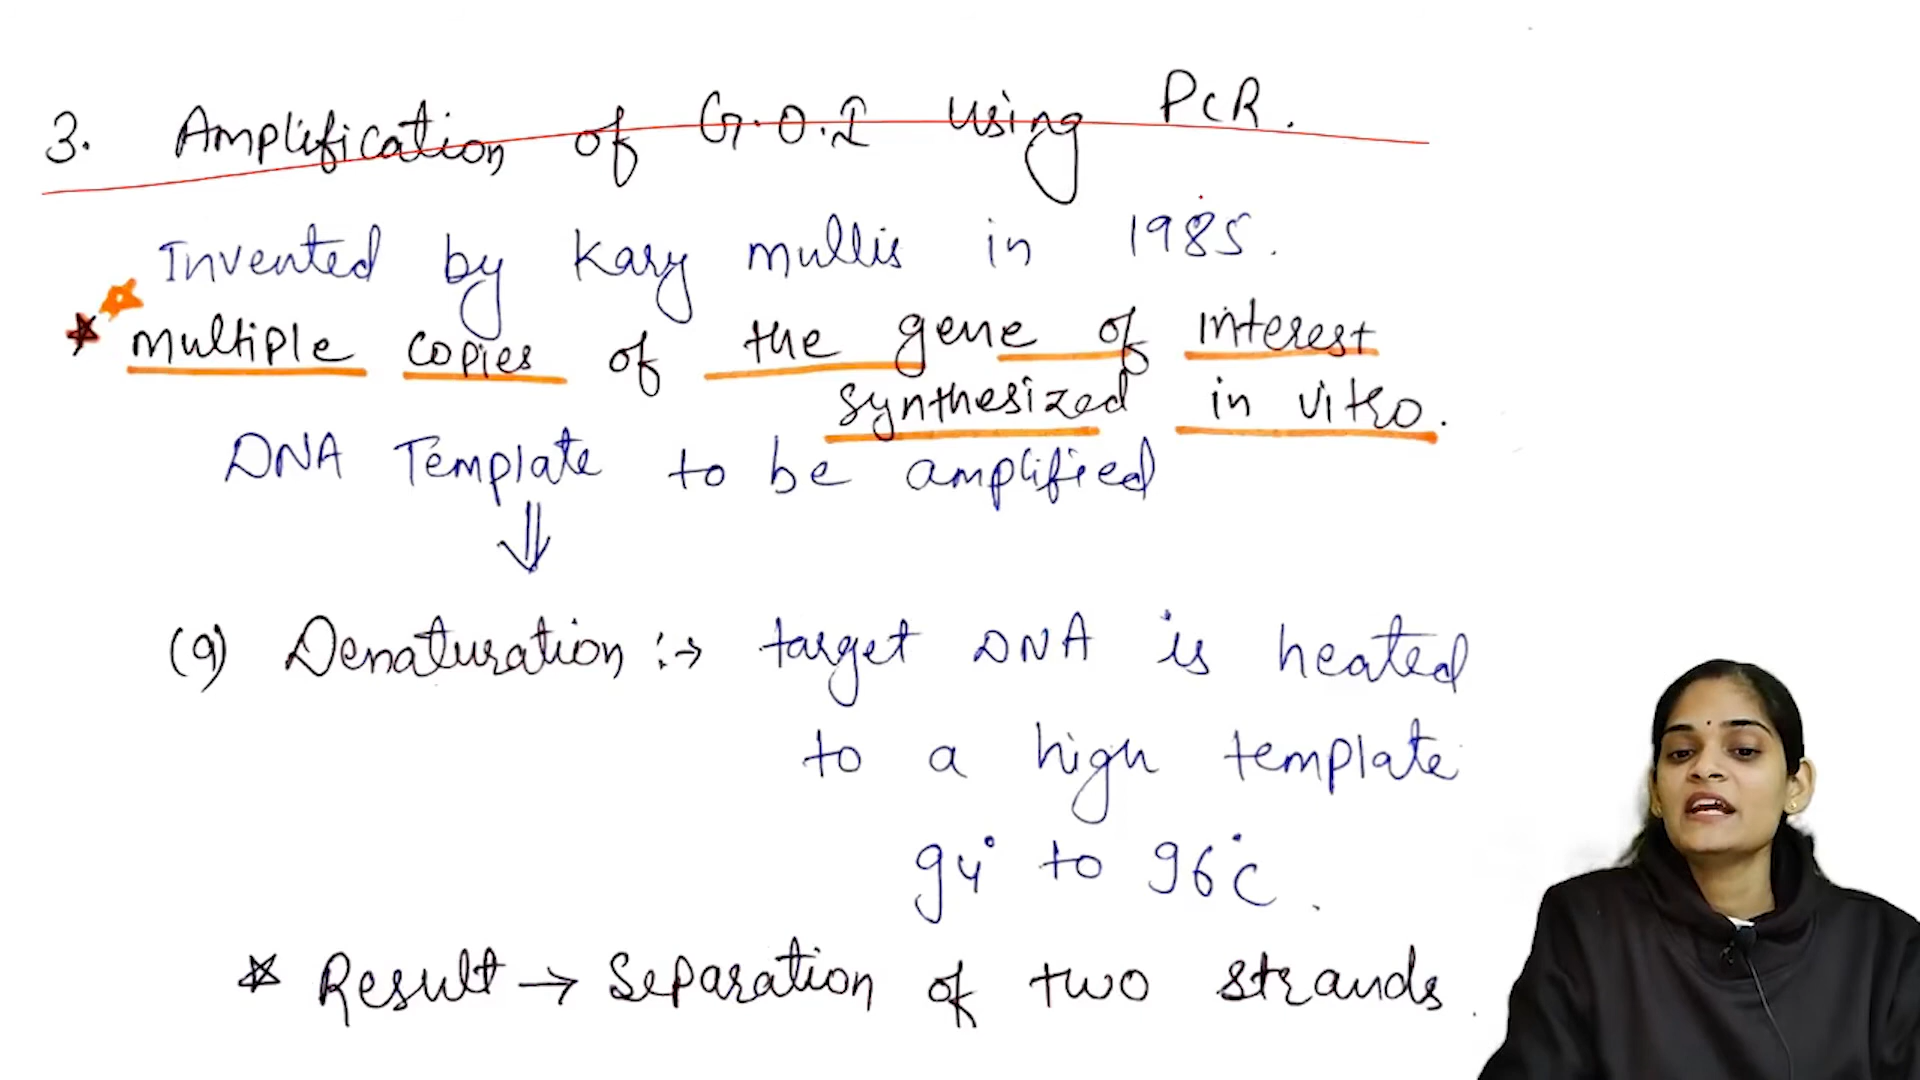 3. Amplification of G.O.I using PCR.
Invented by Kary mullis in 1985.
multiple copies of the gene of interest
synthesized in vitro.
DNA Template to be amplified
(a) Denaturation :→ target DNA is heated
to a high template
94° to 96°C.
Result → Separation of two strands.